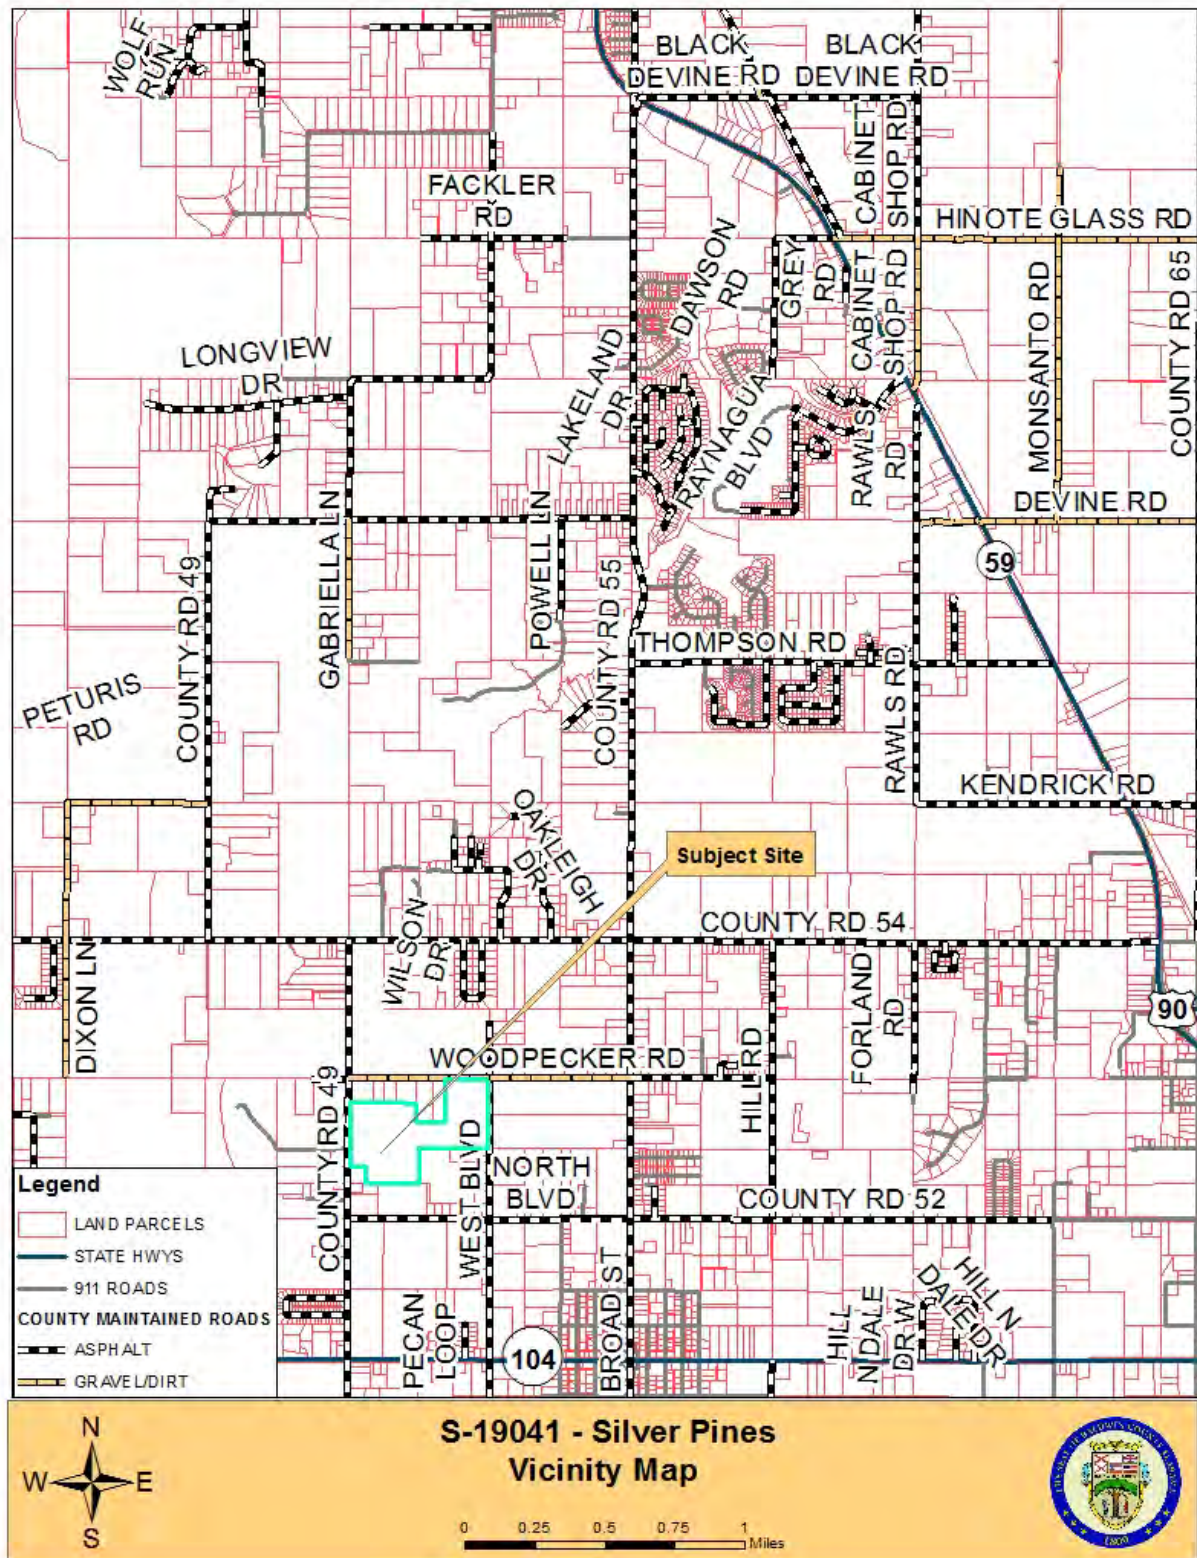 WOLF
RUN
BLACK
DEVINE RD
BLACK
DEVINE RD
CABINET
SHOP RD
FACKLER
RD
HINOTE GLASS RD
DAWSON
RD
GREY
RD
CABINET
SHOP RD
MONSANTO RD
COUNTY RD 65
LONGVIEW
DR
LAKELAND
DR
RAYNAGUA
BLVD
RAWLS
RD
DEVINE RD
GABRIELLA LN
POWELL LN
COUNTY RD 49
COUNTY RD 55
59
THOMPSON RD
PETURIS
RD
RAWLS RD
KENDRICK RD
OAKLEIGH
DR
Subject Site
WILSON
DR
COUNTY RD 54
DIXON LN
FORLAND
RD
90
WOODPECKER RD
HILL RD
COUNTY RD 49
WEST BLVD
NORTH
BLVD
COUNTY RD 52
PECAN
LOOP
104
BROAD ST
HILL
N DALE
DR W
HILL N
DALE DR
Legend
LAND PARCELS
STATE HWYS
911 ROADS
COUNTY MAINTAINED ROADS
ASPHALT
GRAVEL/DIRT
N
W E
S
S-19041 - Silver Pines
Vicinity Map
0 0.25 0.5 0.75 1
Miles
1809